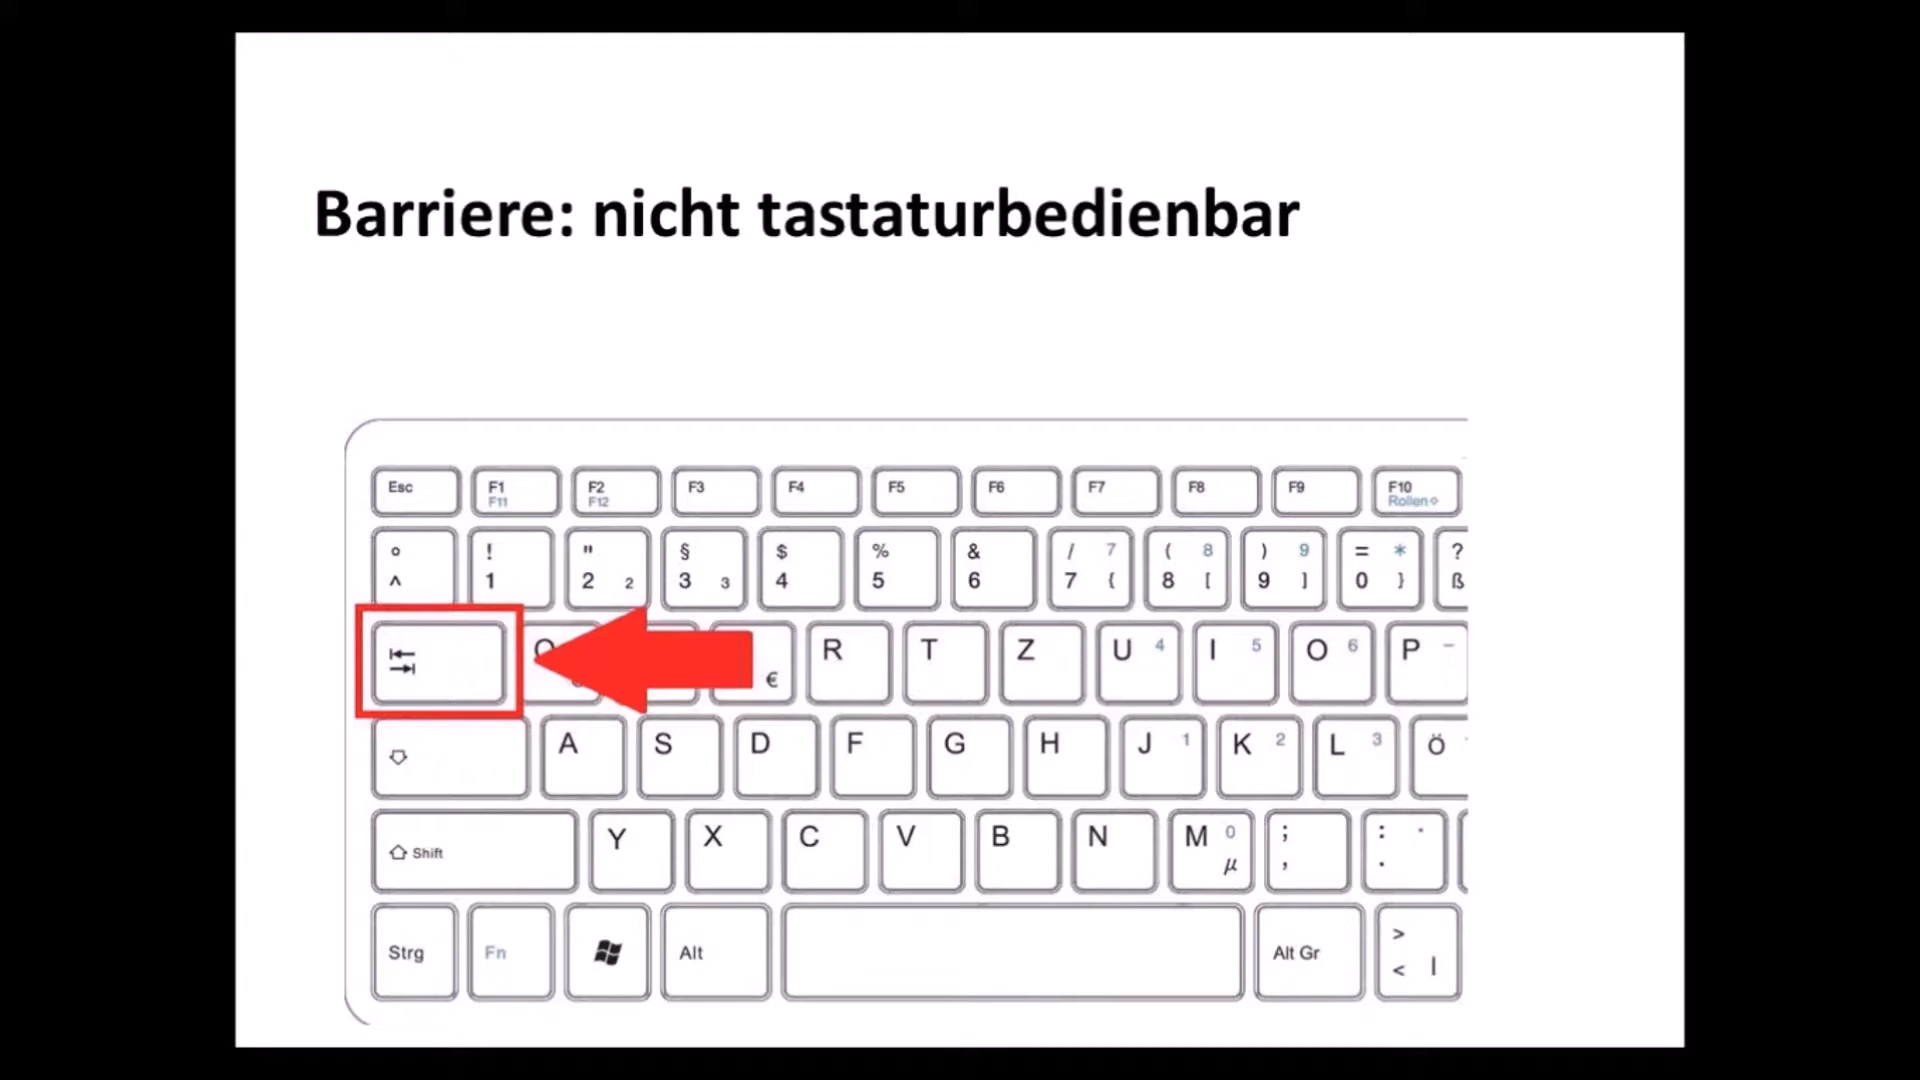 Barriere: nicht tastaturbedienbar
Esc F1 F2 F3 F4 F5 F6 F7 F8 F9 F10
F11 F12 Rollen
° ! " § $ % & / 7 ( 8 ) 9 = * ?
^ 1 2 2 3 3 4 5 6 7 { 8 [ 9 ] 0 } ß
R T Z U 4 I 5 O 6 P
€
A S D F G H J 1 K 2 L 3 Ö
Shift Y X C V B N M 0 ; :
µ , .
Strg Fn Alt Alt Gr >
< |